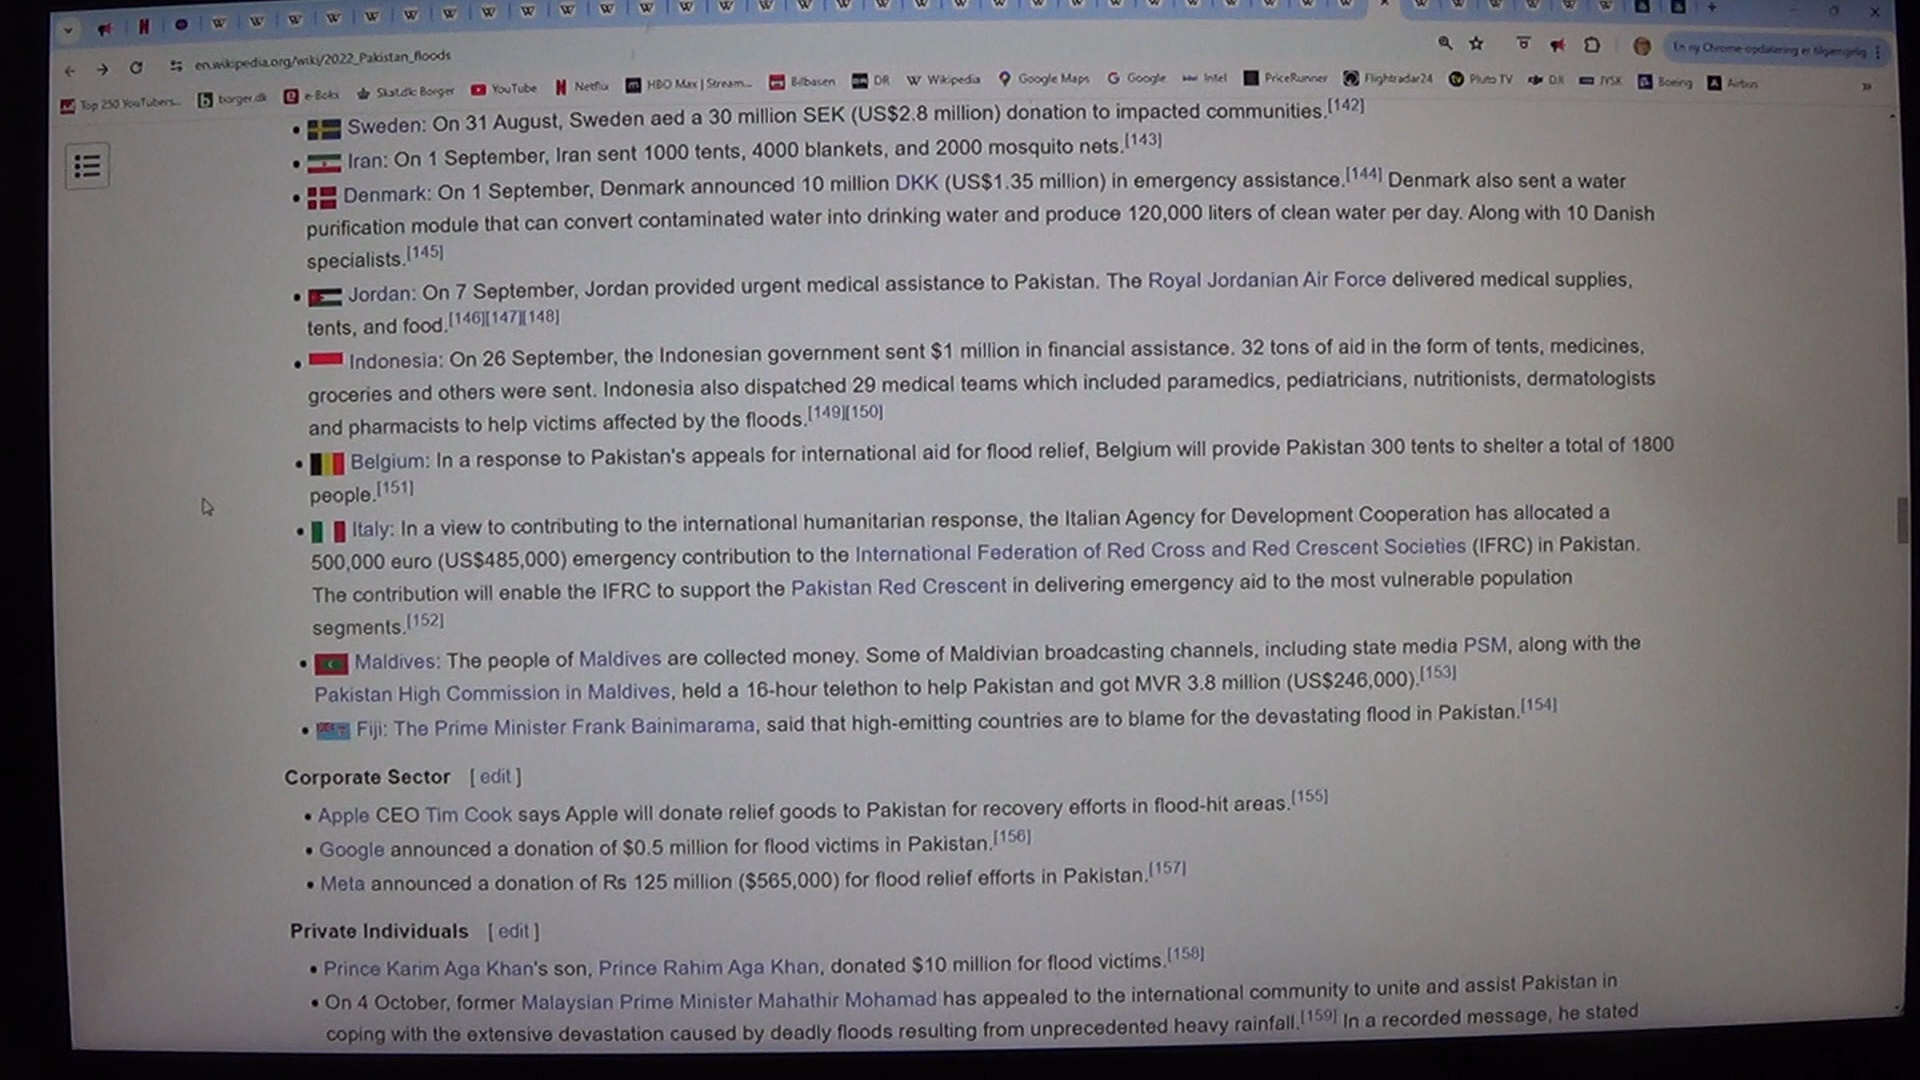 en.wikipedia.org/wiki/2022_Pakistan_floods
En ny Chrome-opdatering er tilgængelig
Top 250 YouTubers... borger.dk e-Boks Skat.dk: Borger YouTube Netflix HBO Max | Stream... Bilbasen DR Wikipedia Google Maps Google Intel PriceRunner Flightradar24 Pluto TV JYSK Boeing Airbus
• Sweden: On 31 August, Sweden aed a 30 million SEK (US$2.8 million) donation to impacted communities.[142]
• Iran: On 1 September, Iran sent 1000 tents, 4000 blankets, and 2000 mosquito nets.[143]
• Denmark: On 1 September, Denmark announced 10 million DKK (US$1.35 million) in emergency assistance.[144] Denmark also sent a water
purification module that can convert contaminated water into drinking water and produce 120,000 liters of clean water per day. Along with 10 Danish
specialists.[145]
• Jordan: On 7 September, Jordan provided urgent medical assistance to Pakistan. The Royal Jordanian Air Force delivered medical supplies,
tents, and food.[146][147][148]
• Indonesia: On 26 September, the Indonesian government sent $1 million in financial assistance. 32 tons of aid in the form of tents, medicines,
groceries and others were sent. Indonesia also dispatched 29 medical teams which included paramedics, pediatricians, nutritionists, dermatologists
and pharmacists to help victims affected by the floods.[149][150]
• Belgium: In a response to Pakistan's appeals for international aid for flood relief, Belgium will provide Pakistan 300 tents to shelter a total of 1800
people.[151]
• Italy: In a view to contributing to the international humanitarian response, the Italian Agency for Development Cooperation has allocated a
500,000 euro (US$485,000) emergency contribution to the International Federation of Red Cross and Red Crescent Societies (IFRC) in Pakistan.
The contribution will enable the IFRC to support the Pakistan Red Crescent in delivering emergency aid to the most vulnerable population
segments.[152]
• Maldives: The people of Maldives are collected money. Some of Maldivian broadcasting channels, including state media PSM, along with the
Pakistan High Commission in Maldives, held a 16-hour telethon to help Pakistan and got MVR 3.8 million (US$246,000).[153]
• Fiji: The Prime Minister Frank Bainimarama, said that high-emitting countries are to blame for the devastating flood in Pakistan.[154]
Corporate Sector [ edit ]
• Apple CEO Tim Cook says Apple will donate relief goods to Pakistan for recovery efforts in flood-hit areas.[155]
• Google announced a donation of $0.5 million for flood victims in Pakistan.[156]
• Meta announced a donation of Rs 125 million ($565,000) for flood relief efforts in Pakistan.[157]
Private Individuals [ edit ]
• Prince Karim Aga Khan's son, Prince Rahim Aga Khan, donated $10 million for flood victims.[158]
• On 4 October, former Malaysian Prime Minister Mahathir Mohamad has appealed to the international community to unite and assist Pakistan in
coping with the extensive devastation caused by deadly floods resulting from unprecedented heavy rainfall.[159] In a recorded message, he stated